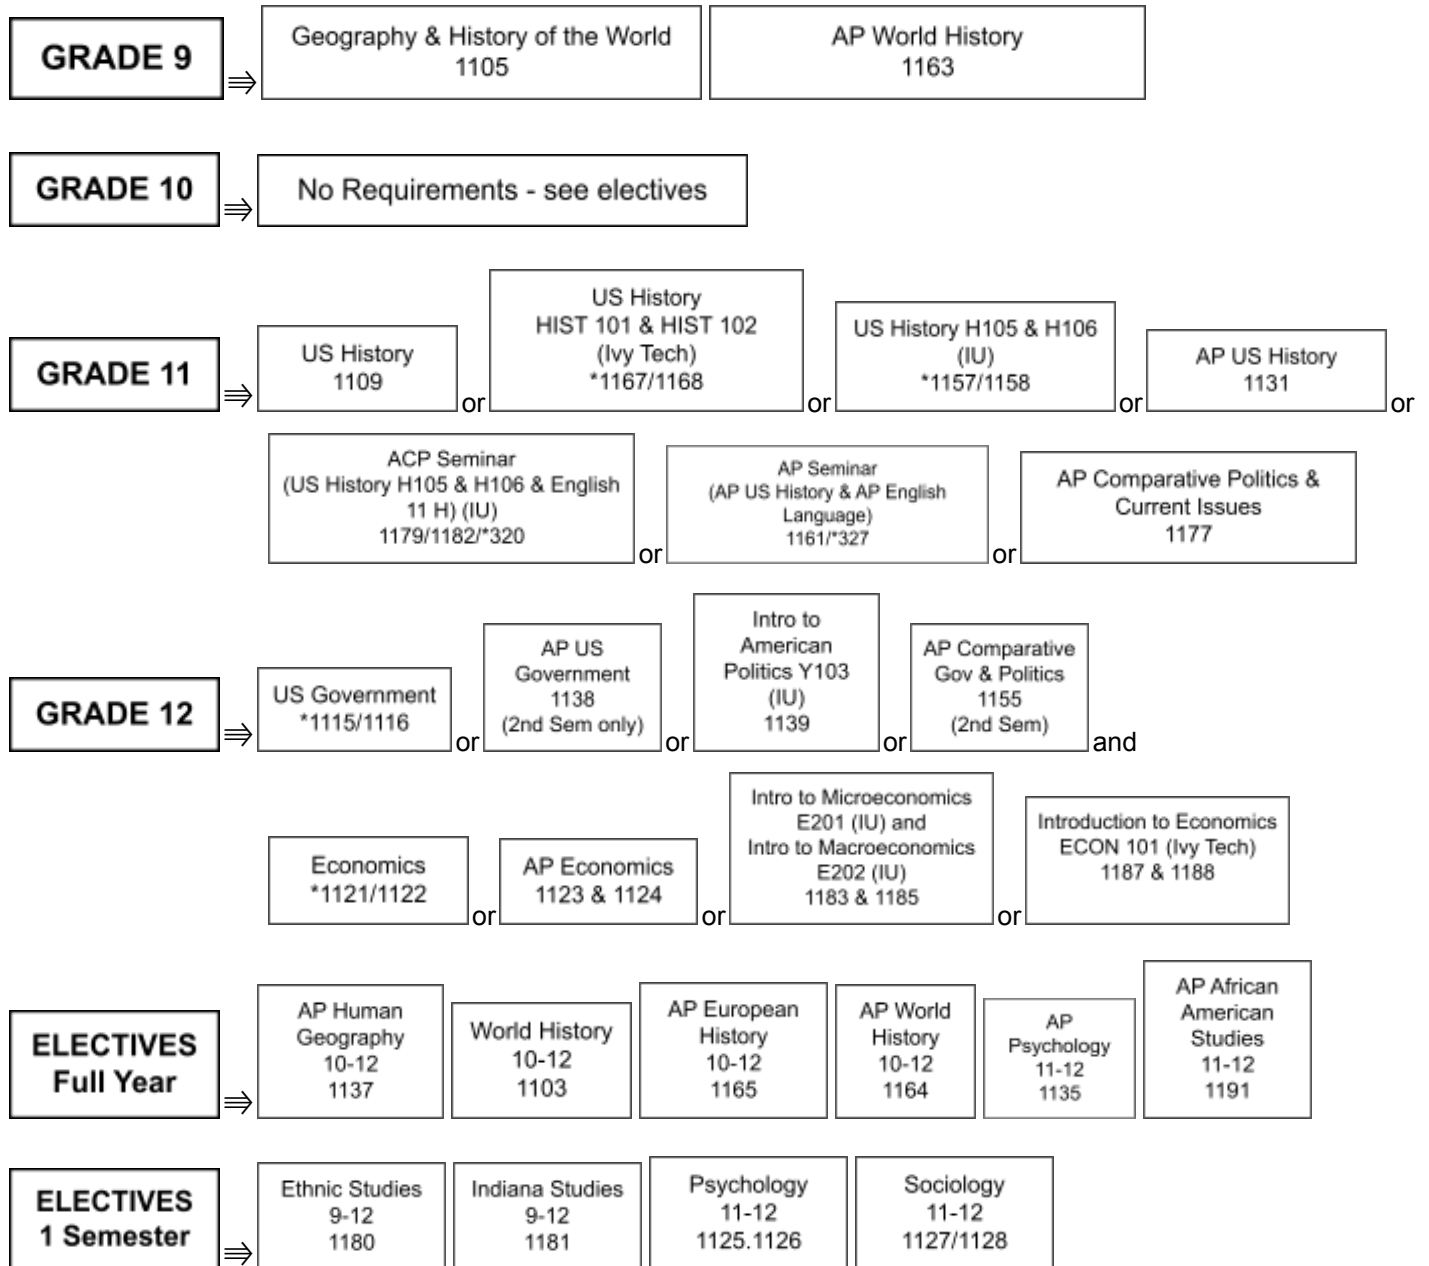 GRADE 9
Geography & History of the World
1105
AP World History
1163
GRADE 10
No Requirements - see electives
GRADE 11
US History
1109
or
US History
HIST 101 & HIST 102
(Ivy Tech)
*1167/1168
or
US History H105 & H106
(IU)
*1157/1158
or
AP US History
1131
or
ACP Seminar
(US History H105 & H106 & English
11 H) (IU)
1179/1182/*320
or
AP Seminar
(AP US History & AP English
Language)
1161/*327
or
AP Comparative Politics &
Current Issues
1177
GRADE 12
US Government
*1115/1116
or
AP US
Government
1138
(2nd Sem only)
or
Intro to
American
Politics Y103
(IU)
1139
or
AP Comparative
Gov & Politics
1155
(2nd Sem)
and
Economics
*1121/1122
or
AP Economics
1123 & 1124
or
Intro to Microeconomics
E201 (IU) and
Intro to Macroeconomics
E202 (IU)
1183 & 1185
or
Introduction to Economics
ECON 101 (Ivy Tech)
1187 & 1188
ELECTIVES
Full Year
AP Human
Geography
10-12
1137
World History
10-12
1103
AP European
History
10-12
1165
AP World
History
10-12
1164
AP
Psychology
11-12
1135
AP African
American
Studies
11-12
1191
ELECTIVES
1 Semester
Ethnic Studies
9-12
1180
Indiana Studies
9-12
1181
Psychology
11-12
1125.1126
Sociology
11-12
1127/1128